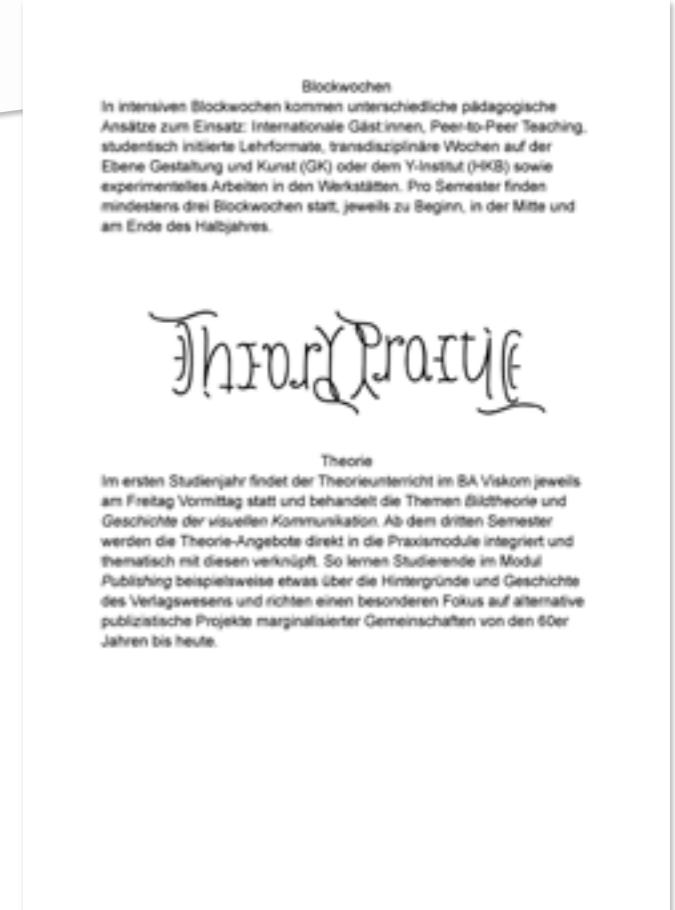 Blockwochen
In intensiven Blockwochen kommen unterschiedliche pädagogische
Ansätze zum Einsatz: Internationale Gäst:innen, Peer-to-Peer Teaching,
studentisch initiierte Lehrformate, transdisziplinäre Wochen auf der
Ebene Gestaltung und Kunst (GK) oder dem Y-Institut (HKB) sowie
experimentelles Arbeiten in den Werkstätten. Pro Semester finden
mindestens drei Blockwochen statt, jeweils zu Beginn, in der Mitte und
am Ende des Halbjahres.
Theory Practice
Theorie
Im ersten Studienjahr findet der Theorieunterricht im BA Viskom jeweils
am Freitag Vormittag statt und behandelt die Themen Bildtheorie und
Geschichte der visuellen Kommunikation. Ab dem dritten Semester
werden die Theorie-Angebote direkt in die Praxismodule integriert und
thematisch mit diesen verknüpft. So lernen Studierende im Modul
Publishing beispielsweise etwas über die Hintergründe und Geschichte
des Verlagswesens und richten einen besonderen Fokus auf alternative
publizistische Projekte marginalisierter Gemeinschaften von den 60er
Jahren bis heute.